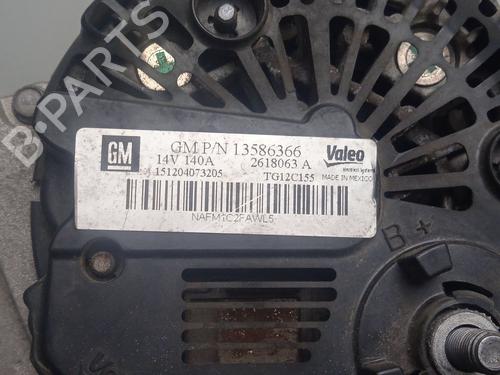 B-PARTS
GM
GM P/N 13586366
14V 140A
2618063 A
151204073205
TG12C155
Valeo
MADE IN MEXICO
NAFM1C2FAWL5
B+